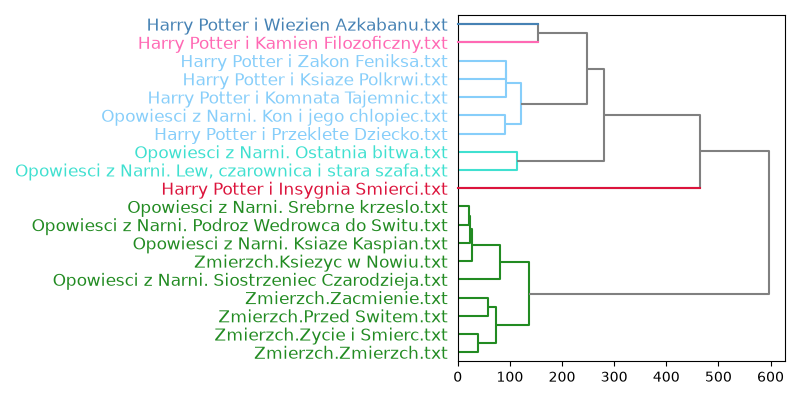 Harry Potter i Wiezien Azkabanu.txt
Harry Potter i Kamien Filozoficzny.txt
Harry Potter i Zakon Feniksa.txt
Harry Potter i Ksiaze Polkrwi.txt
Harry Potter i Komnata Tajemnic.txt
Opowiesci z Narni. Kon i jego chlopiec.txt
Harry Potter i Przeklete Dziecko.txt
Opowiesci z Narni. Ostatnia bitwa.txt
Opowiesci z Narni. Lew, czarownica i stara szafa.txt
Harry Potter i Insygnia Smierci.txt
Opowiesci z Narni. Srebrne krzeslo.txt
Opowiesci z Narni. Podroz Wedrowca do Switu.txt
Opowiesci z Narni. Ksiaze Kaspian.txt
Zmierzch.Ksiezyc w Nowiu.txt
Opowiesci z Narni. Siostrzeniec Czarodzieja.txt
Zmierzch.Zacmienie.txt
Zmierzch.Przed Switem.txt
Zmierzch.Zycie i Smierc.txt
Zmierzch.Zmierzch.txt
0 100 200 300 400 500 600